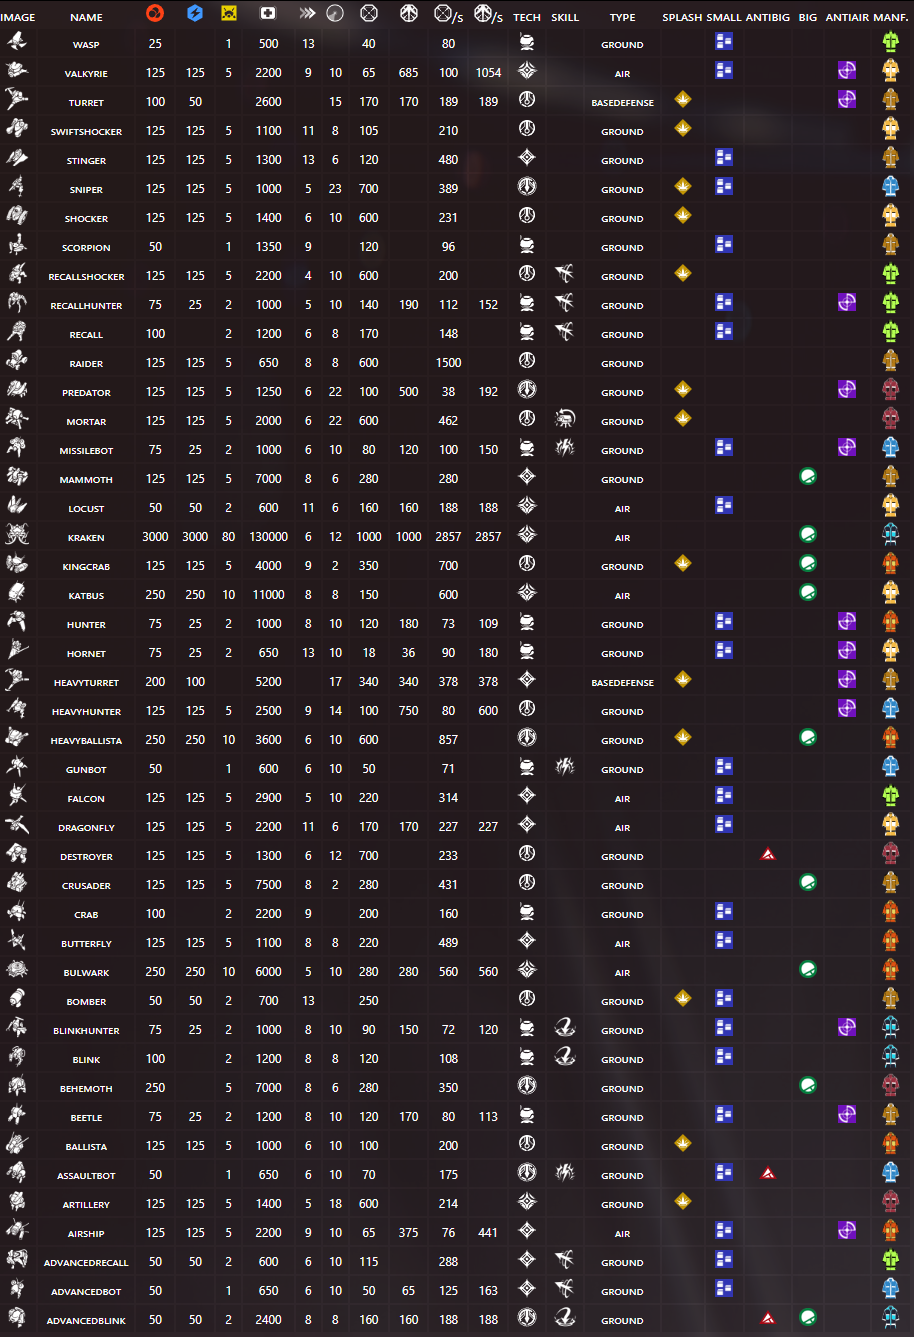 IMAGE NAME /s /s TECH SKILL TYPE SPLASH SMALL ANTIBIG BIG ANTIAIR MANF.
WASP 25 1 500 13 40 80 GROUND
VALKYRIE 125 125 5 2200 9 10 65 685 100 1054 AIR
TURRET 100 50 2600 15 170 170 189 189 BASEDEFENSE
SWIFTSHOCKER 125 125 5 1100 11 8 105 210 GROUND
STINGER 125 125 5 1300 13 6 120 480 GROUND
SNIPER 125 125 5 1000 5 23 700 389 GROUND
SHOCKER 125 125 5 1400 6 10 600 231 GROUND
SCORPION 50 1 1350 9 120 96 GROUND
RECALLSHOCKER 125 125 5 2200 4 10 600 200 GROUND
RECALLHUNTER 75 25 2 1000 5 10 140 190 112 152 GROUND
RECALL 100 2 1200 6 8 170 148 GROUND
RAIDER 125 125 5 650 8 8 600 1500 GROUND
PREDATOR 125 125 5 1250 6 22 100 500 38 192 GROUND
MORTAR 125 125 5 2000 6 22 600 462 GROUND
MISSILEBOT 75 25 2 1000 6 10 80 120 100 150 GROUND
MAMMOTH 125 125 5 7000 8 6 280 280 GROUND
LOCUST 50 50 2 600 11 6 160 160 188 188 AIR
KRAKEN 3000 3000 80 130000 6 12 1000 1000 2857 2857 AIR
KINGCRAB 125 125 5 4000 9 2 350 700 GROUND
KATBUS 250 250 10 11000 8 8 150 600 AIR
HUNTER 75 25 2 1000 8 10 120 180 73 109 GROUND
HORNET 75 25 2 650 13 10 18 36 90 180 GROUND
HEAVYTURRET 200 100 5200 17 340 340 378 378 BASEDEFENSE
HEAVYHUNTER 125 125 5 2500 9 14 100 750 80 600 GROUND
HEAVYBALLISTA 250 250 10 3600 6 10 600 857 GROUND
GUNBOT 50 1 600 6 10 50 71 GROUND
FALCON 125 125 5 2900 5 10 220 314 AIR
DRAGONFLY 125 125 5 2200 11 6 170 170 227 227 AIR
DESTROYER 125 125 5 1300 6 12 700 233 GROUND
CRUSADER 125 125 5 7500 8 2 280 431 GROUND
CRAB 100 2 2200 9 200 160 GROUND
BUTTERFLY 125 125 5 1100 8 8 220 489 AIR
BULWARK 250 250 10 6000 5 10 280 280 560 560 AIR
BOMBER 50 50 2 700 13 250 GROUND
BLINKHUNTER 75 25 2 1000 8 10 90 150 72 120 GROUND
BLINK 100 2 1200 8 8 120 108 GROUND
BEHEMOTH 250 5 7000 8 6 280 350 GROUND
BEETLE 75 25 2 1200 8 10 120 170 80 113 GROUND
BALLISTA 125 125 5 1000 6 10 100 200 GROUND
ASSAULTBOT 50 1 650 6 10 70 175 GROUND
ARTILLERY 125 125 5 1400 5 18 600 214 GROUND
AIRSHIP 125 125 5 2200 9 10 65 375 76 441 AIR
ADVANCEDRECALL 50 50 2 600 6 10 115 288 GROUND
ADVANCEDBOT 50 1 650 6 10 50 65 125 163 GROUND
ADVANCEDBLINK 50 50 2 2400 8 8 160 160 188 188 GROUND